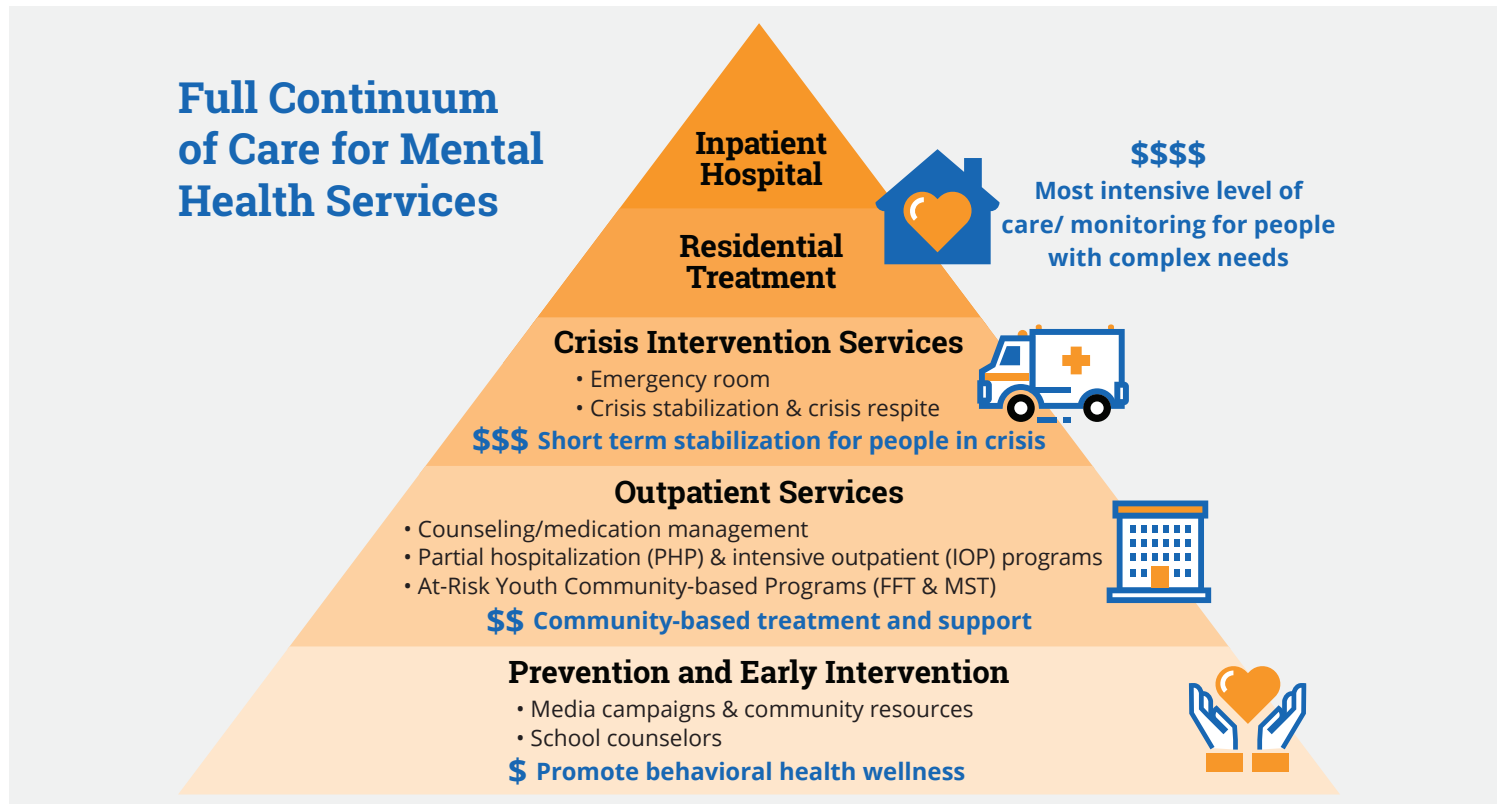 Full Continuum
of Care for Mental
Health Services
Inpatient
Hospital
$$$$
Most intensive level of
care/ monitoring for people
with complex needs
Residential
Treatment
Crisis Intervention Services
• Emergency room
• Crisis stabilization & crisis respite
$$$ Short term stabilization for people in crisis
Outpatient Services
• Counseling/medication management
• Partial hospitalization (PHP) & intensive outpatient (IOP) programs
• At-Risk Youth Community-based Programs (FFT & MST)
$$ Community-based treatment and support
Prevention and Early Intervention
• Media campaigns & community resources
• School counselors
$ Promote behavioral health wellness